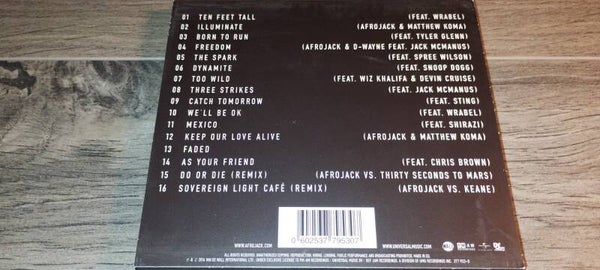 01 TEN FEET TALL (FEAT. WRABEL)
02 ILLUMINATE (AFROJACK & MATTHEW KOMA)
03 BORN TO RUN (FEAT. TYLER GLENN)
04 FREEDOM (AFROJACK & D-WAYNE FEAT. JACK MCMANUS)
05 THE SPARK (FEAT. SPREE WILSON)
06 DYNAMITE (FEAT. SNOOP DOGG)
07 TOO WILD (FEAT. WIZ KHALIFA & DEVIN CRUISE)
08 THREE STRIKES (FEAT. JACK MCMANUS)
09 CATCH TOMORROW (FEAT. STING)
10 WE'LL BE OK (FEAT. WRABEL)
11 MEXICO (FEAT. SHIRAZI)
12 KEEP OUR LOVE ALIVE (AFROJACK & MATTHEW KOMA)
13 FADED
14 AS YOUR FRIEND (FEAT. CHRIS BROWN)
15 DO OR DIE (REMIX) (AFROJACK VS. THIRTY SECONDS TO MARS)
16 SOVEREIGN LIGHT CAFÉ (REMIX) (AFROJACK VS. KEANE)
WWW.AFROJACK.COM
0 602537 795307
WWW.UNIVERSALMUSIC.COM